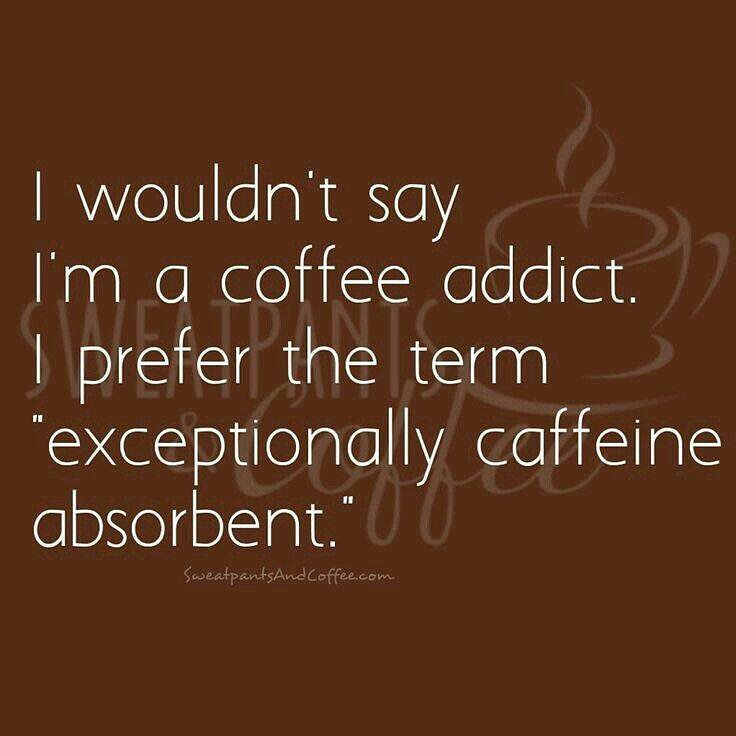 I wouldn't say
I'm a coffee addict.
I prefer the term
"exceptionally caffeine
absorbent."
SWEATPANTS
& Coffee
SweatpantsAndCoffee.com